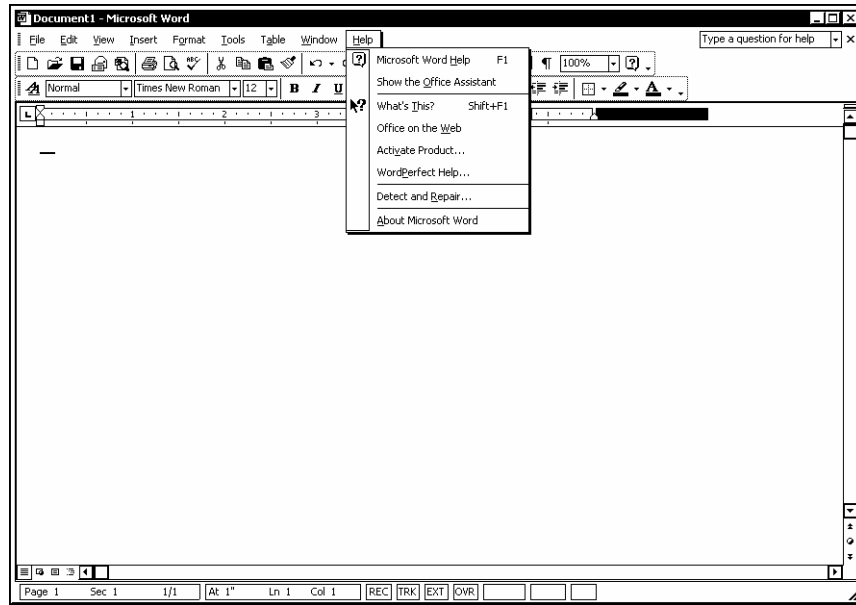 Document1 - Microsoft Word
File Edit View Insert Format Tools Table Window Help Type a question for help
Microsoft Word Help F1
100%
Show the Office Assistant
Normal Times New Roman 12 B I U A
What's This? Shift+F1
1 2 3
Office on the Web
Activate Product...
WordPerfect Help...
Detect and Repair...
About Microsoft Word
Page 1 Sec 1 1/1 At 1" Ln 1 Col 1 REC TRK EXT OVR